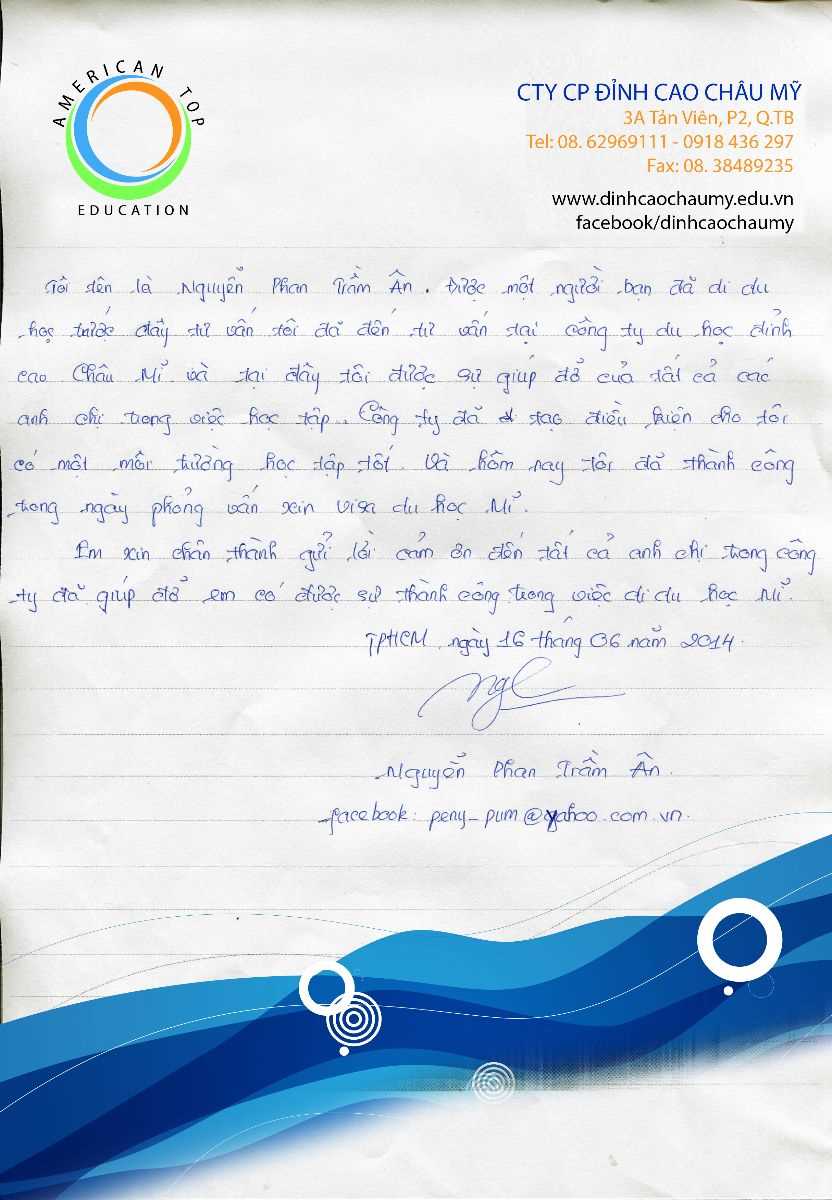 AMERICAN TOP
EDUCATION
CTY CP ĐỈNH CAO CHÂU MỸ
3A Tản Viên, P2, Q.TB
Tel: 08. 62969111 - 0918 436 297
Fax: 08. 38489235
www.dinhcaochaumy.edu.vn
facebook/dinhcaochaumy
Tôi tên là Nguyễn Phan Trầm Ân. Được một người bạn đã đi du
học trước đây tư vấn tôi đã đến tư vấn tại công ty du học đỉnh
cao Châu Mĩ. và tại đây tôi được sự giúp đỡ của tất cả các
anh chị trong việc học tập. Công ty đã tạo điều kiện cho tôi
có một môi trường học tập tốt. Và hôm nay tôi đã thành công
trong ngày phỏng vấn xin visa du học Mĩ.
Em xin chân thành gửi lời cảm ơn đến tất cả anh chị trong công
ty đã giúp đỡ em có được sự thành công trong việc đi du học Mĩ.
TPHCM, ngày 16 tháng 06 năm 2014.
Nguyễn Phan Trầm Ân.
facebook: peny_pum@yahoo.com.vn.